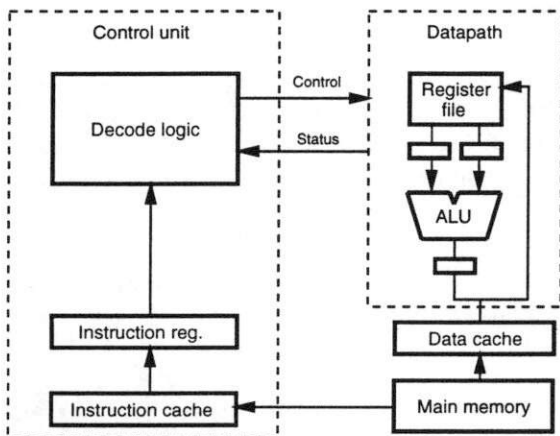 Control unit
Datapath
Control
Decode logic
Status
Register
file
ALU
Instruction reg.
Data cache
Instruction cache
Main memory